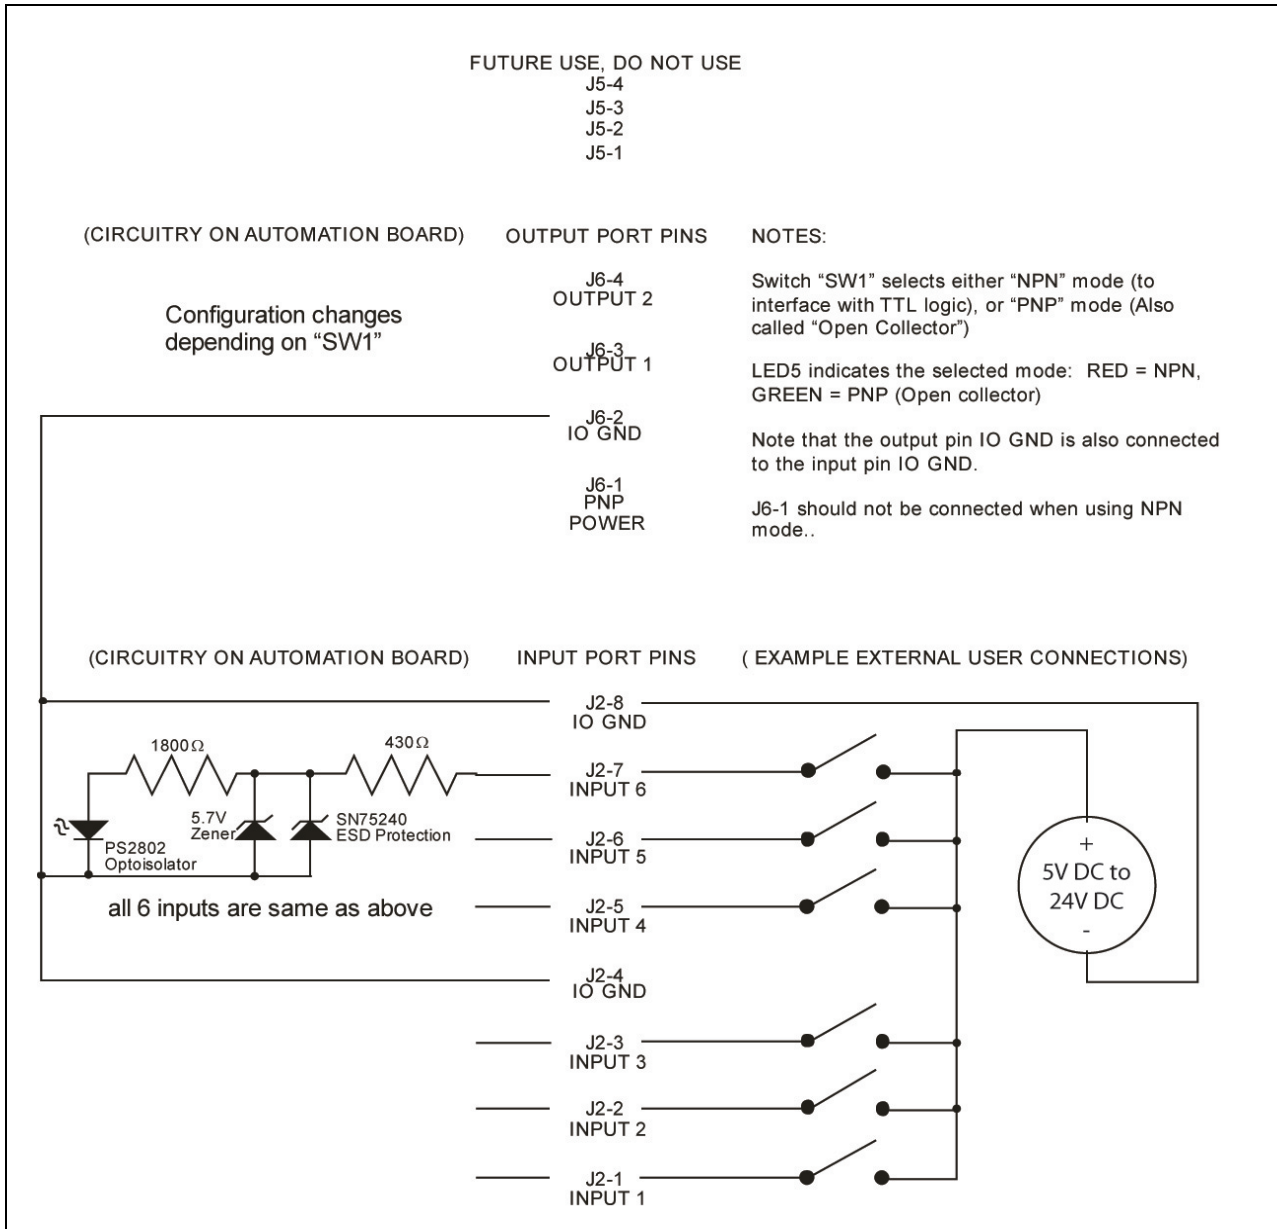 FUTURE USE, DO NOT USE
J5-4
J5-3
J5-2
J5-1
(CIRCUITRY ON AUTOMATION BOARD)
OUTPUT PORT PINS
NOTES:
Configuration changes
depending on “SW1”
J6-4
OUTPUT 2
J6-3
OUTPUT 1
J6-2
IO GND
J6-1
PNP
POWER
Switch “SW1” selects either “NPN” mode (to
interface with TTL logic), or “PNP” mode (Also
called “Open Collector”)
LED5 indicates the selected mode: RED = NPN,
GREEN = PNP (Open collector)
Note that the output pin IO GND is also connected
to the input pin IO GND.
J6-1 should not be connected when using NPN
mode..
(CIRCUITRY ON AUTOMATION BOARD)
INPUT PORT PINS
( EXAMPLE EXTERNAL USER CONNECTIONS)
J2-8
IO GND
1800Ω
430Ω
J2-7
INPUT 6
5.7V
Zener
SN75240
ESD Protection
PS2802
Optoisolator
J2-6
INPUT 5
+
5V DC to
24V DC
-
all 6 inputs are same as above
J2-5
INPUT 4
J2-4
IO GND
J2-3
INPUT 3
J2-2
INPUT 2
J2-1
INPUT 1